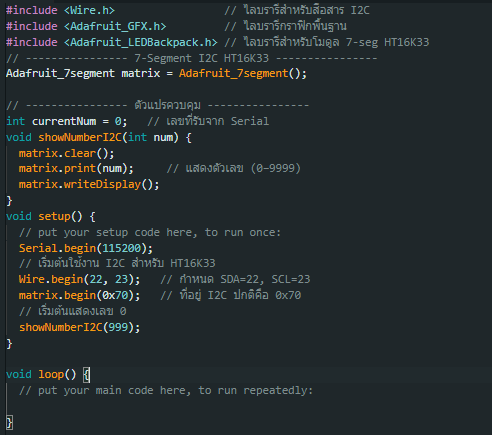 #include <Wire.h>                // ไลบรารีสำหรับสื่อสาร I2C
#include <Adafruit_GFX.h>        // ไลบรารีกราฟิกพื้นฐาน
#include <Adafruit_LEDBackpack.h> // ไลบรารีสำหรับโมดูล 7-seg HT16K33
// ---------------- 7-Segment I2C HT16K33 ----------------
Adafruit_7segment matrix = Adafruit_7segment();

// ---------------- ตัวแปรควบคุม ----------------
int currentNum = 0;   // เลขที่รับจาก Serial
void showNumberI2C(int num) {
  matrix.clear();
  matrix.print(num);     // แสดงตัวเลข (0-9999)
  matrix.writeDisplay();
}
void setup() {
  // put your setup code here, to run once:
  Serial.begin(115200);
  // เริ่มต้นใช้งาน I2C สำหรับ HT16K33
  Wire.begin(22, 23);   // กำหนด SDA=22, SCL=23
  matrix.begin(0x70);   // ที่อยู่ I2C ปกติคือ 0x70
  // เริ่มต้นแสดงเลข 0
  showNumberI2C(999);
}

void loop() {
  // put your main code here, to run repeatedly:

}